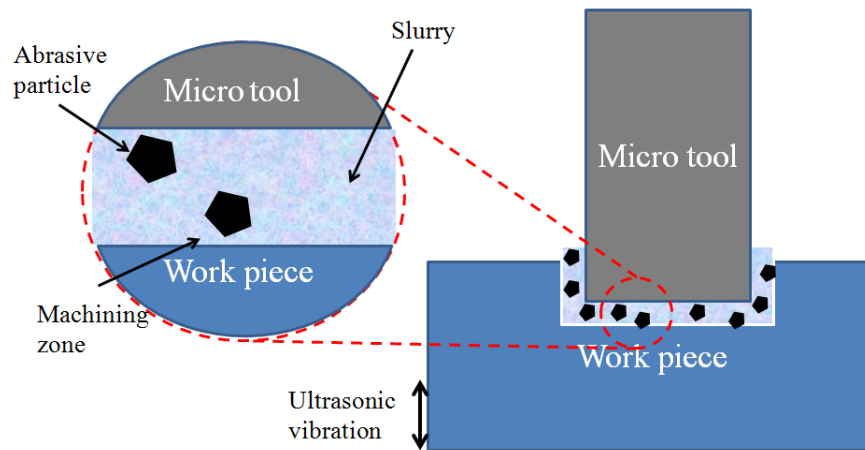 Abrasive
particle
Slurry
Micro tool
Work piece
Machining
zone
Micro tool
Work piece
Ultrasonic
vibration